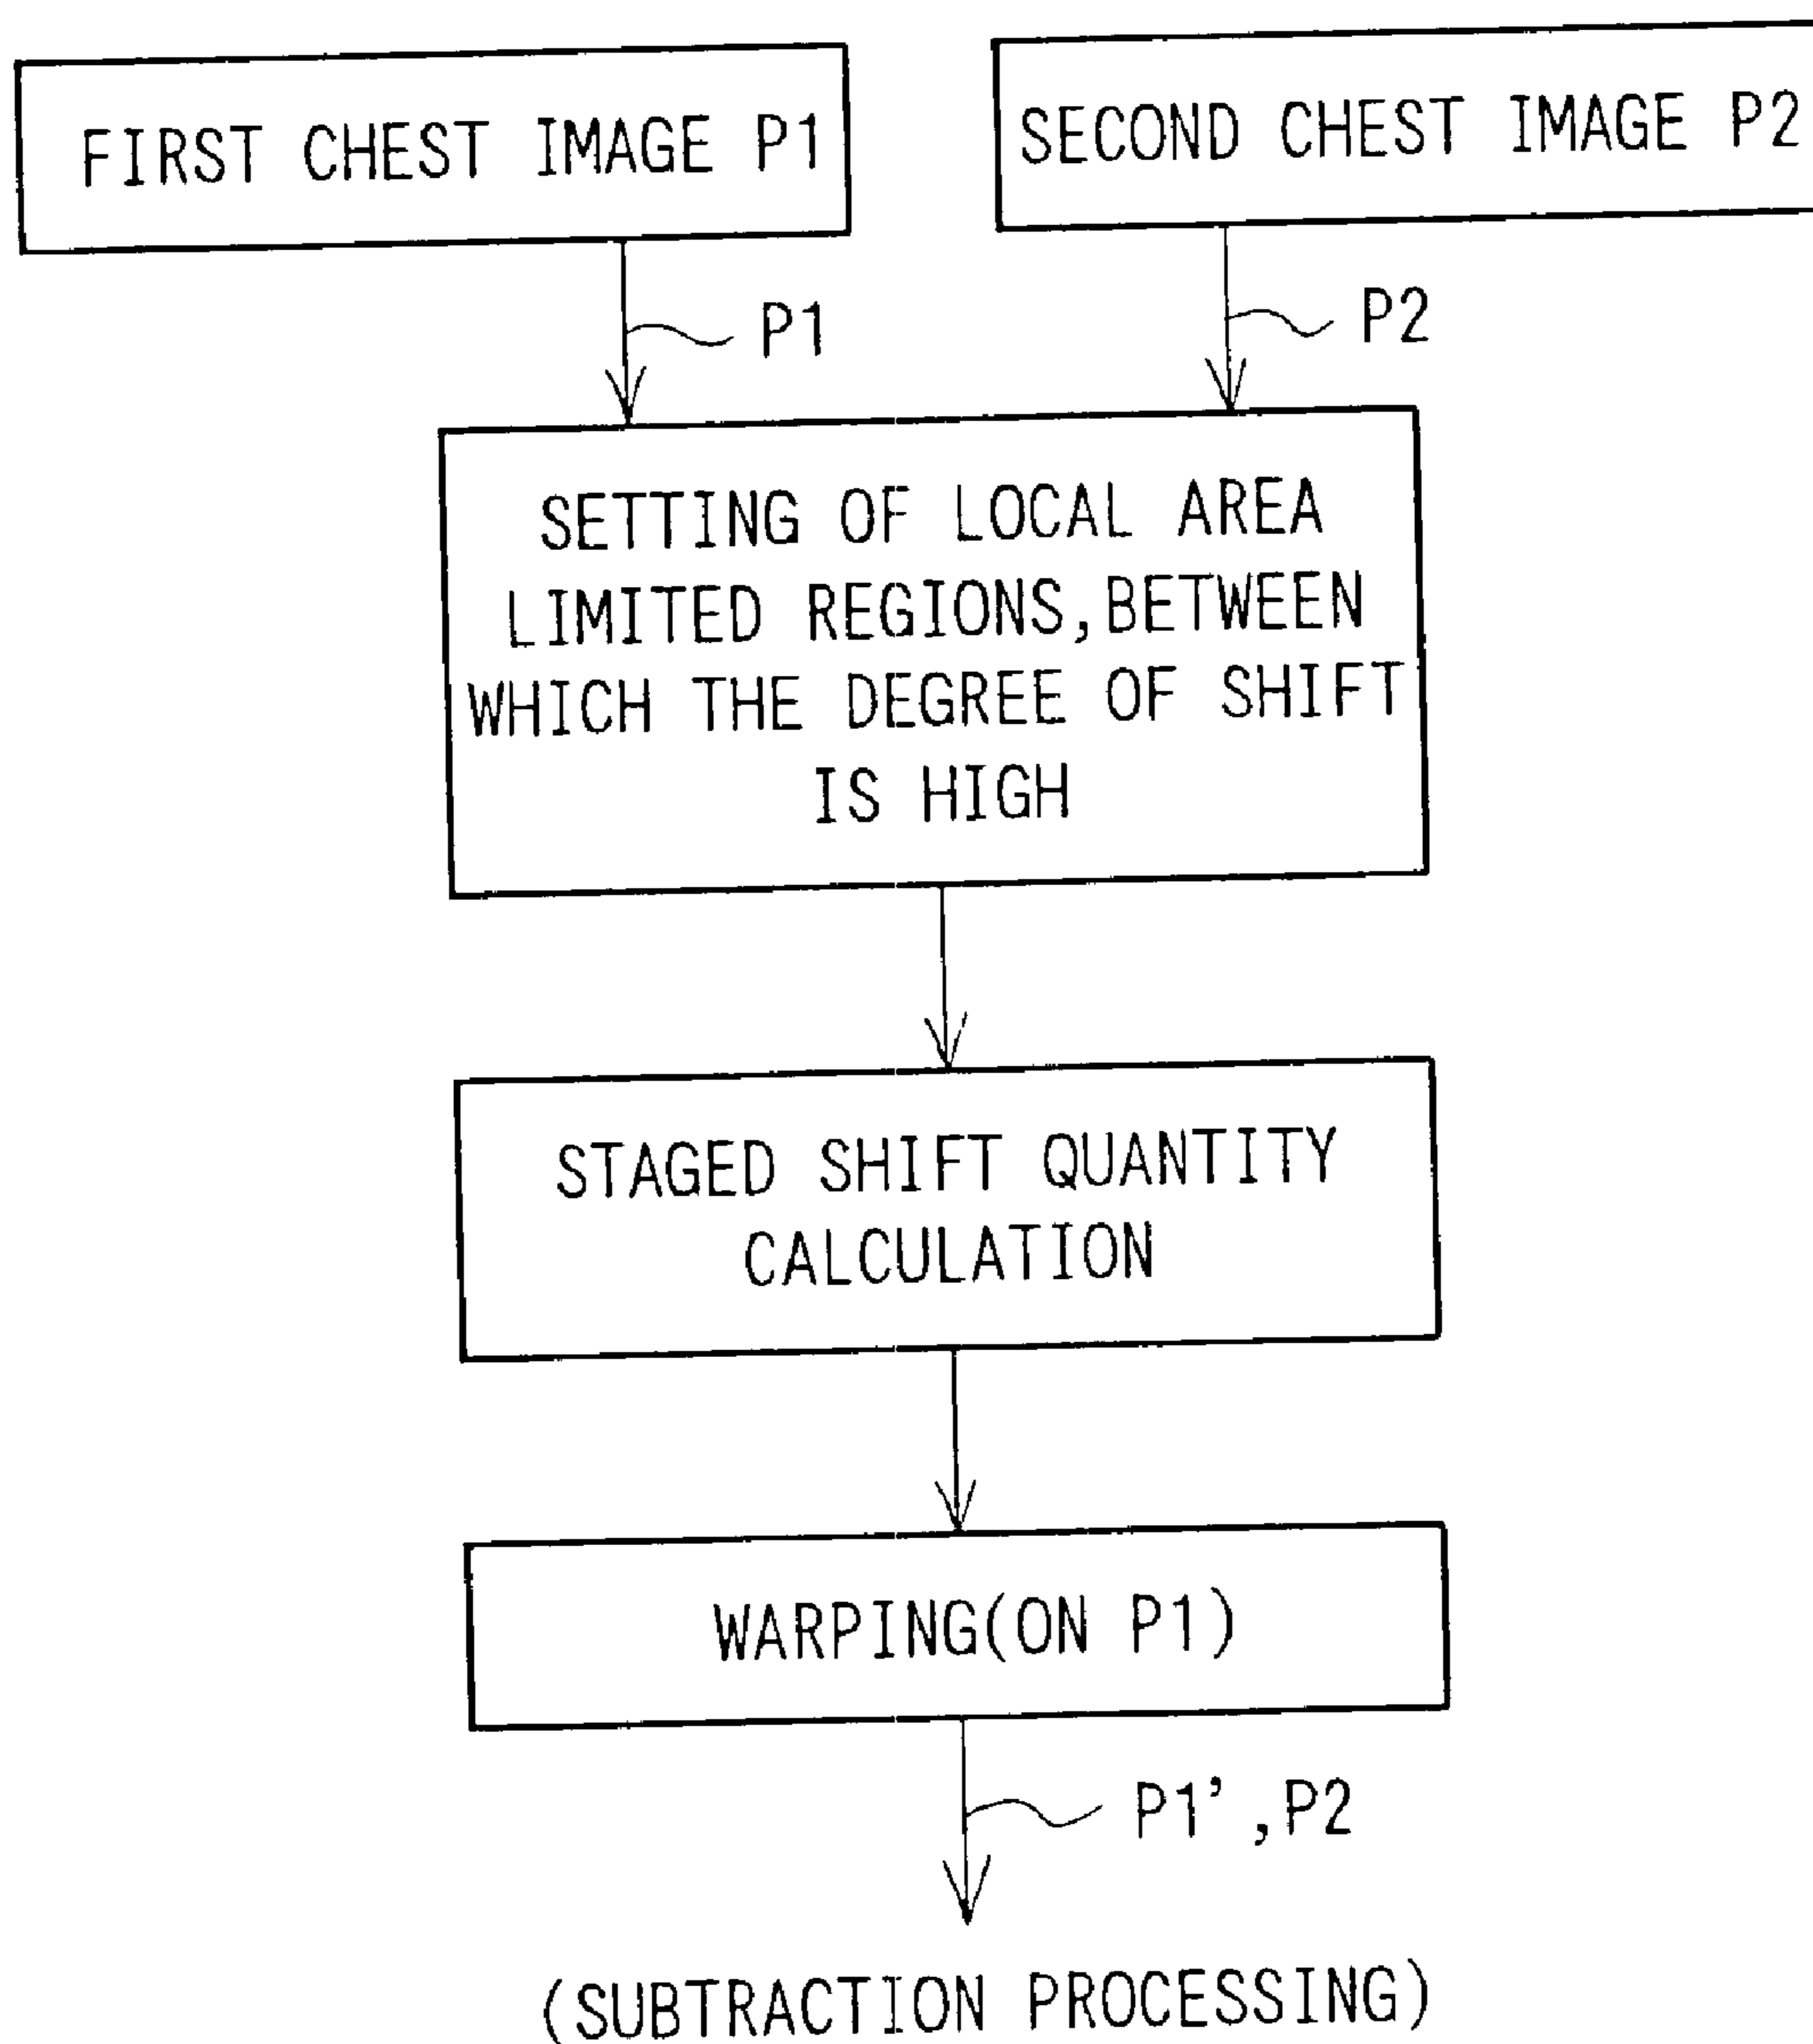 FIRST CHEST IMAGE P1
SECOND CHEST IMAGE P2
P1
P2
SETTING OF LOCAL AREA
LIMITED REGIONS,BETWEEN
WHICH THE DEGREE OF SHIFT
IS HIGH
STAGED SHIFT QUANTITY
CALCULATION
WARPING(ON P1)
P1',P2
(SUBTRACTION PROCESSING)